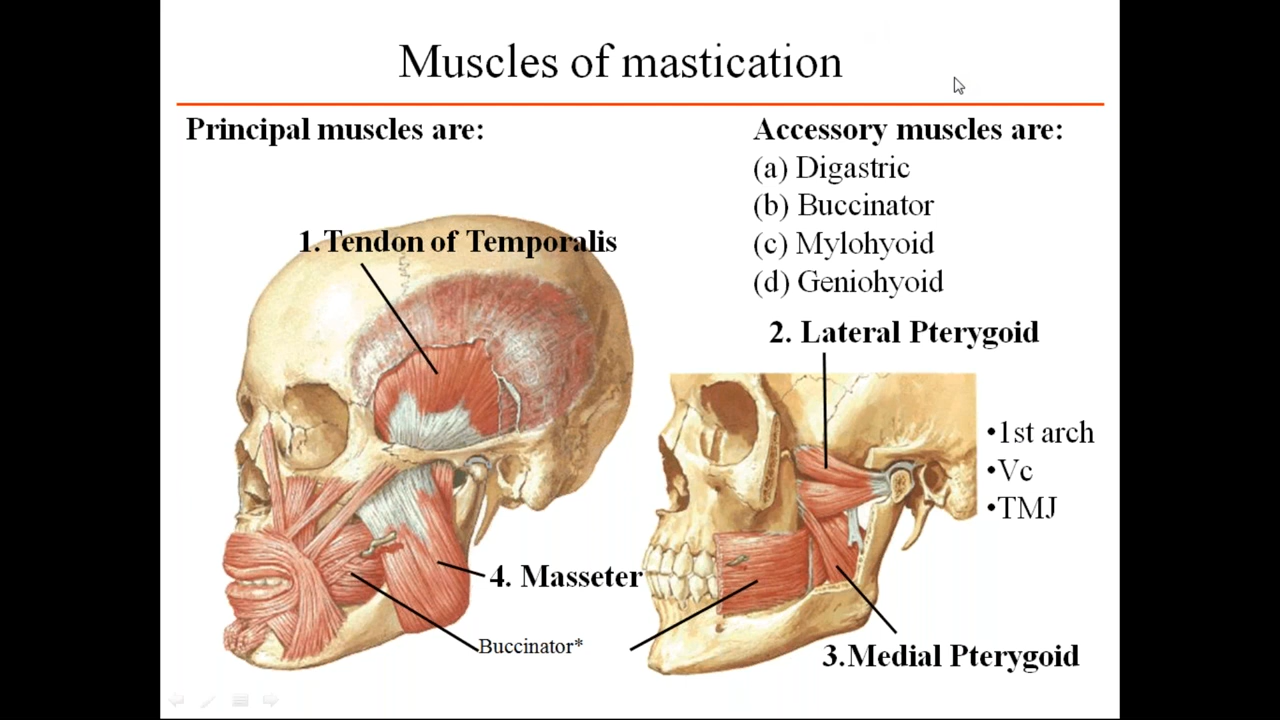 Muscles of mastication
Principal muscles are:
Accessory muscles are:
(a) Digastric
(b) Buccinator
(c) Mylohyoid
(d) Geniohyoid
1.Tendon of Temporalis
2. Lateral Pterygoid
•1st arch
•Vc
•TMJ
4. Masseter
Buccinator*
3.Medial Pterygoid